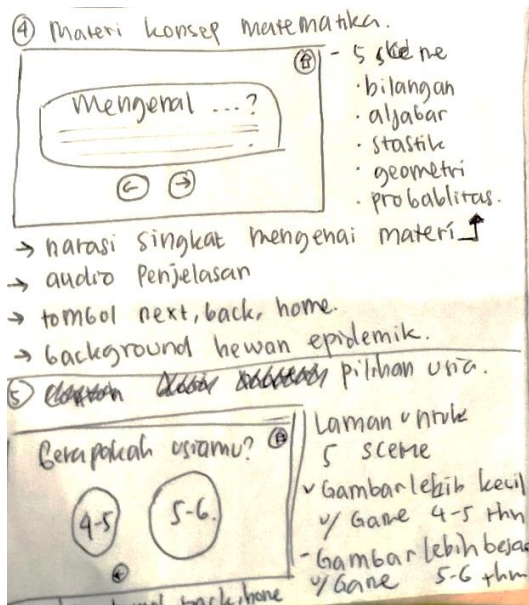 ④ Materi konsep matematika.
Mengenal ...?
- 5 skene
· bilangan
· aljabar
· stastik
· geometri
· probablitas.
→ narasi singkat mengenai materi
→ audio penjelasan
→ tombol next, back, home.
→ background hewan epidemik.
⑤ pilihan usia.
Berapakah usiamu?
4-5
5-6
Laman untuk
5 scene
Gambar lebih kecil
u/ Game 4-5 thn
- Gambar lebih besar
u/ Game 5-6 thn
back, home